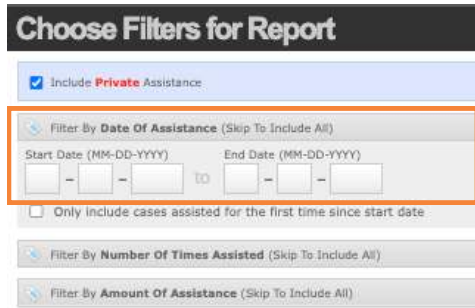 Choose Filters for Report
Include Private Assistance
Filter By Date Of Assistance (Skip To Include All)
Start Date (MM-DD-YYYY) End Date (MM-DD-YYYY)
– – to – –
Only include cases assisted for the first time since start date
Filter By Number Of Times Assisted (Skip To Include All)
Filter By Amount Of Assistance (Skip To Include All)